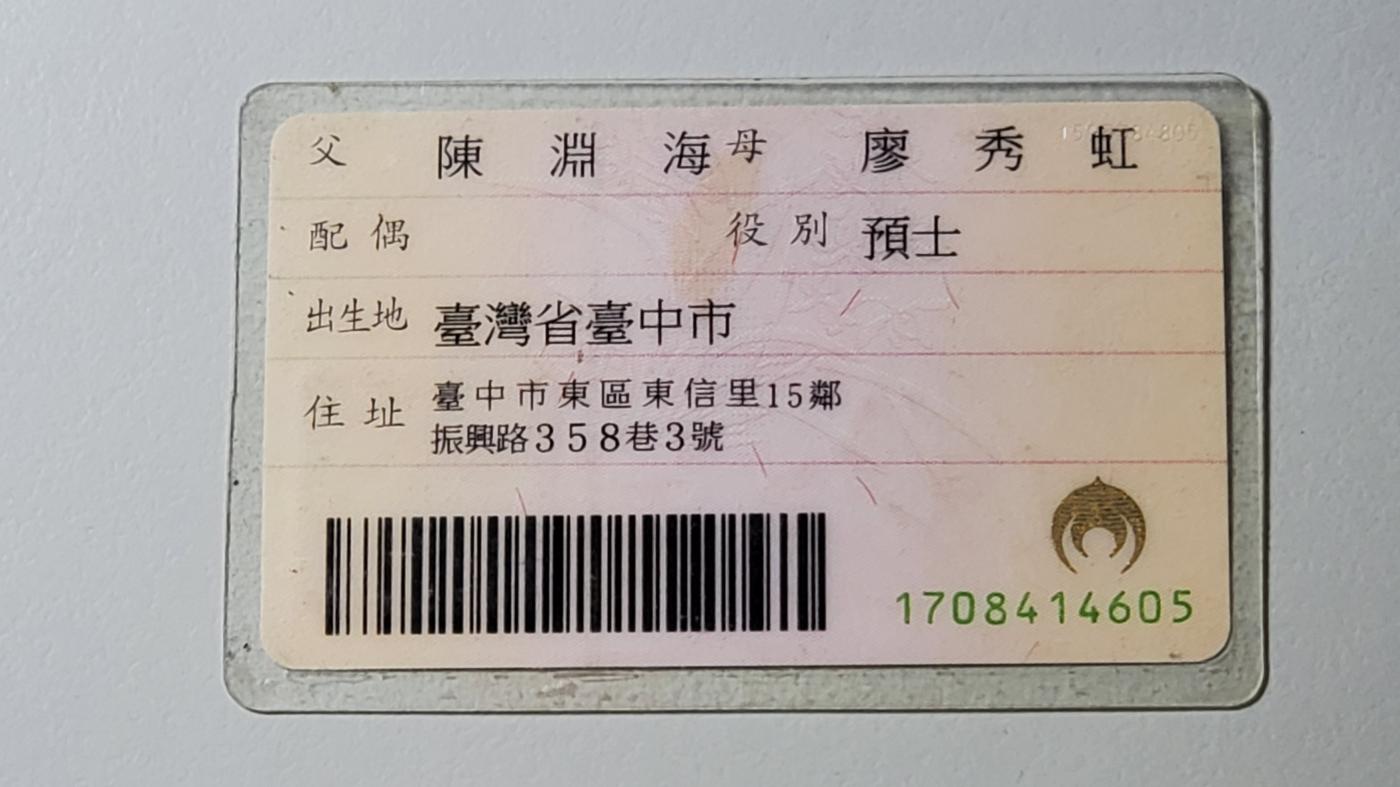 父 陳淵海 母 廖秀虹
配偶 役別 預士
出生地 臺灣省臺中市
住址 臺中市東區東信里15鄰
振興路358巷3號
1708414605